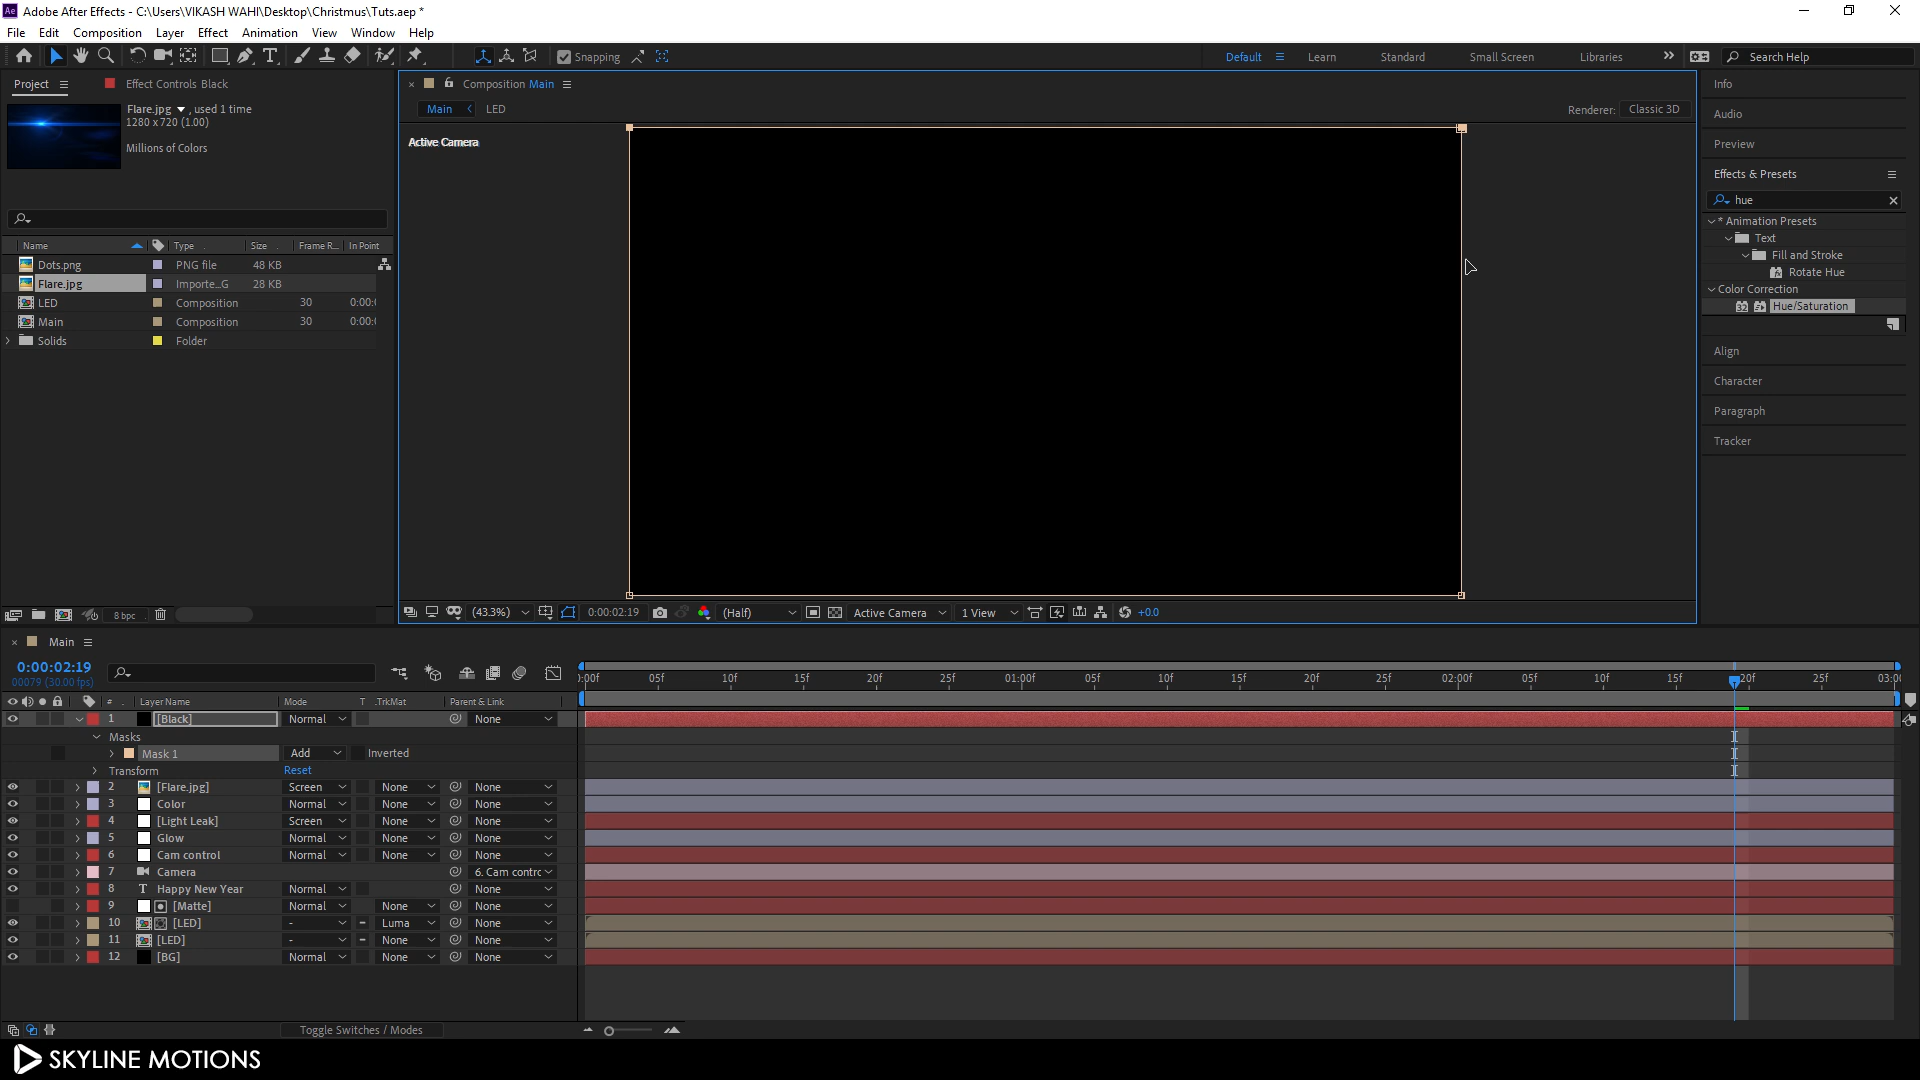 Adobe After Effects - C:\Users\VIKASH WAHI\Desktop\Christmus\Tuts.aep *
File Edit Composition Layer Effect Animation View Window Help
Snapping Default Learn Standard Small Screen Libraries Search Help
Project Effect Controls Black
Flare.jpg , used 1 time
1280 x 720 (1.00)
Millions of Colors
Name Type Size Frame R... In Point
Dots.png PNG file 48 KB
Flare.jpg Importe...G 28 KB
LED Composition 30 0:00:
Main Composition 30 0:00:
Solids Folder
8 bpc
Composition Main
Main LED
Renderer: Classic 3D
Active Camera
(43.3%) 0:00:02:19 (Half) Active Camera 1 View +0.0
Info
Audio
Preview
Effects & Presets
hue
* Animation Presets
Text
Fill and Stroke
Rotate Hue
Color Correction
Hue/Saturation
Align
Character
Paragraph
Tracker
Main
0:00:02:19
00079 (30.00 fps)
:00f 05f 10f 15f 20f 25f 01:00f 05f 10f 15f 20f 25f 02:00f 05f 10f 15f 20f 25f 03:0
# Layer Name Mode T .TrkMat Parent & Link
1 [Black] Normal None
Masks
Mask 1 Add Inverted
Transform Reset
2 [Flare.jpg] Screen None None
3 Color Normal None None
4 [Light Leak] Screen None None
5 Glow Normal None None
6 Cam control Normal None None
7 Camera 6. Cam contrc
8 Happy New Year Normal None
9 [Matte] Normal None None
10 [LED] - Luma None
11 [LED] - None None
12 [BG] Normal None None
Toggle Switches / Modes
SKYLINE MOTIONS